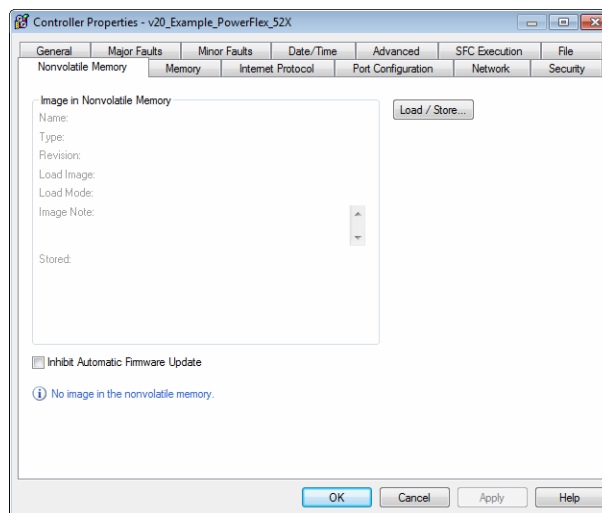 Controller Properties - v20_Example_PowerFlex_52X
General Major Faults Minor Faults Date/Time Advanced SFC Execution File
Nonvolatile Memory Memory Internet Protocol Port Configuration Network Security
Image in Nonvolatile Memory
Load / Store...
Name:
Type:
Revision:
Load Image:
Load Mode:
Image Note:
Stored:
Inhibit Automatic Firmware Update
No image in the nonvolatile memory.
OK Cancel Apply Help